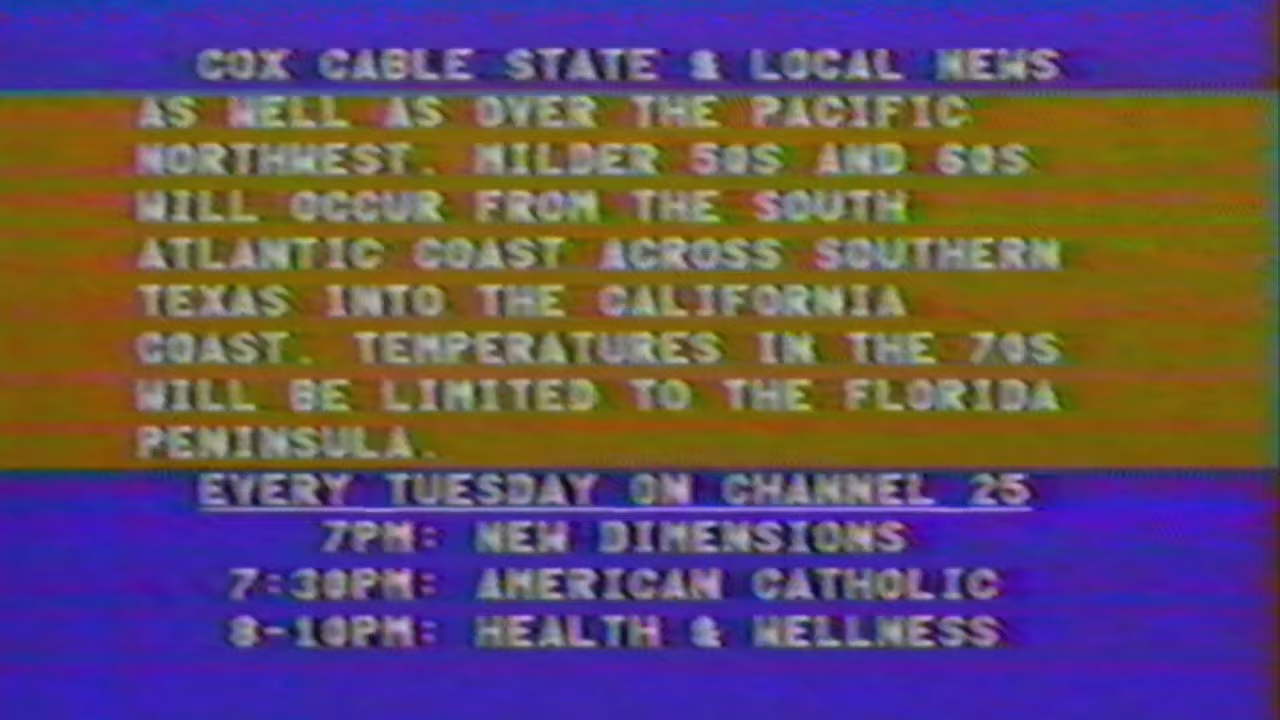 COX CABLE STATE & LOCAL NEWS
AS WELL AS OVER THE PACIFIC
NORTHWEST. MILDER 50S AND 60S
WILL OCCUR FROM THE SOUTH
ATLANTIC COAST ACROSS SOUTHERN
TEXAS INTO THE CALIFORNIA
COAST. TEMPERATURES IN THE 70S
WILL BE LIMITED TO THE FLORIDA
PENINSULA.
EVERY TUESDAY ON CHANNEL 25
7PM: NEW DIMENSIONS
7:30PM: AMERICAN CATHOLIC
8-10PM: HEALTH & WELLNESS